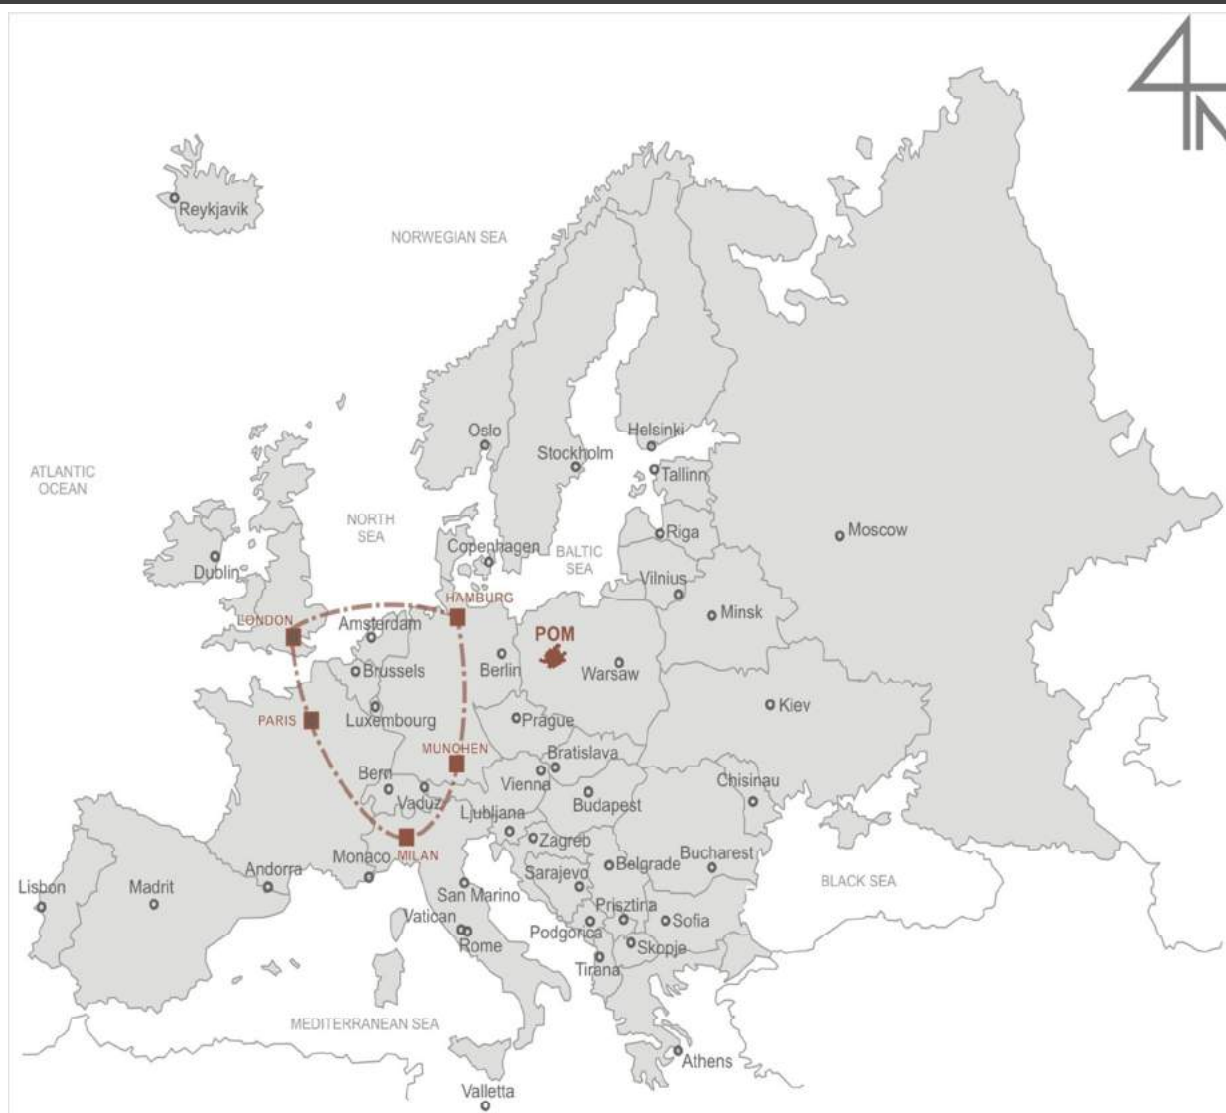 N
Reykjavik
NORWEGIAN SEA
Oslo
Helsinki
Stockholm
Tallinn
ATLANTIC
OCEAN
NORTH
SEA
Riga
Moscow
Copenhagen
BALTIC
SEA
Dublin
Vilnius
HAMBURG
Minsk
LONDON
Amsterdam
POM
Brussels
Berlin
Warsaw
Kiev
PARIS
Luxembourg
Prague
MUNCHEN
Bratislava
Bern
Vienna
Chisinau
Vaduz
Budapest
Ljubljana
Zagreb
Monaco
MILAN
Belgrade
Bucharest
Andorra
Sarajevo
BLACK SEA
Lisbon
Madrit
San Marino
Prisztina
Vatican
Podgorica
Sofia
Rome
Skopje
Tirana
MEDITERRANEAN SEA
Athens
Valletta